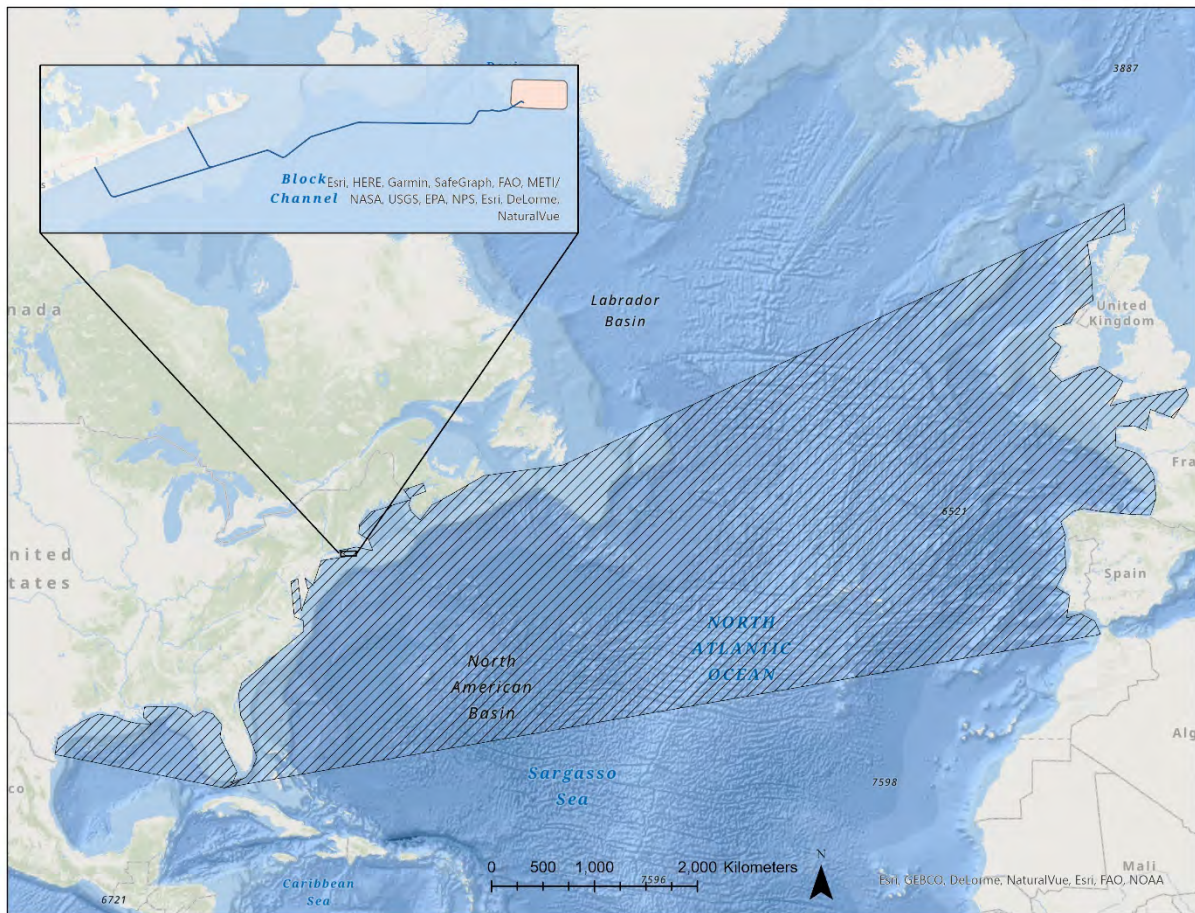 3887
Block
Channel
Esri, HERE, Garmin, SafeGraph, FAO, METI/
NASA, USGS, EPA, NPS, Esri, DeLorme,
NaturalVue
Labrador
Basin
United
Kingdom
nada
Fra
6521
nited
tates
Spain
NORTH
ATLANTIC
OCEAN
North
American
Basin
Alg
Sargasso
Sea
7598
co
0 500 1,000 2,000 Kilometers
N
7596
Mali
Esri, GEBCO, DeLorme, NaturalVue, Esri, FAO, NOAA
Caribbean
Sea
6721